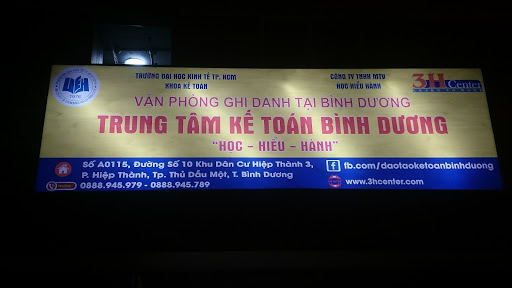 TRƯỜNG ĐẠI HỌC KINH TẾ TP. HCM
KHOA KẾ TOÁN
CÔNG TY TNHH MTV
HỌC HIỂU HÀNH
3H Center
UEH
VĂN PHÒNG GHI DANH TẠI BÌNH DƯƠNG
TRUNG TÂM KẾ TOÁN BÌNH DƯƠNG
"HỌC - HIỂU - HÀNH"
Số A0115, Đường Số 10 Khu Dân Cư Hiệp Thành 3,
P. Hiệp Thành, Tp. Thủ Dầu Một, T. Bình Dương
0888.945.979 - 0888.945.789
f fb.com/daotaoketoanbinhduong
www.3hcenter.com